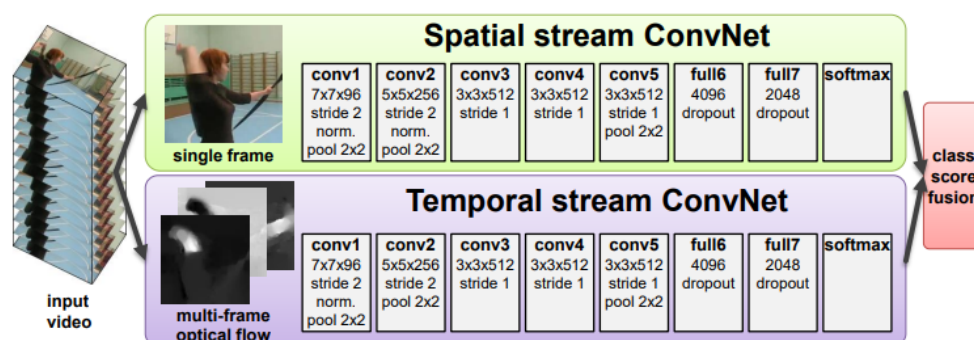 Spatial stream ConvNet
conv1
7x7x96
stride 2
norm.
pool 2x2
conv2
5x5x256
stride 2
norm.
pool 2x2
conv3
3x3x512
stride 1
conv4
3x3x512
stride 1
conv5
3x3x512
stride 1
pool 2x2
full6
4096
dropout
full7
2048
dropout
softmax
single frame
Temporal stream ConvNet
conv1
7x7x96
stride 2
norm.
pool 2x2
conv2
5x5x256
stride 2
pool 2x2
conv3
3x3x512
stride 1
conv4
3x3x512
stride 1
conv5
3x3x512
stride 1
pool 2x2
full6
4096
dropout
full7
2048
dropout
softmax
multi-frame
optical flow
input
video
class
score
fusion